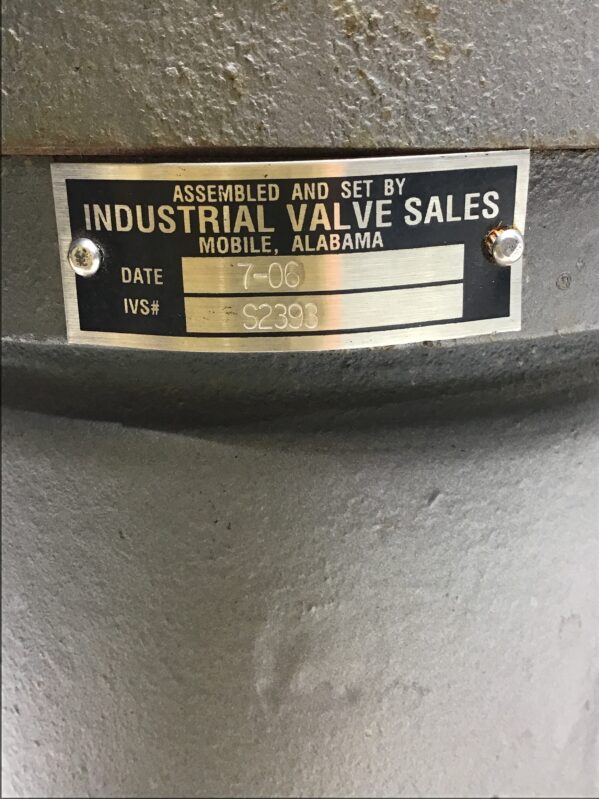 ASSEMBLED AND SET BY
INDUSTRIAL VALVE SALES
MOBILE, ALABAMA
DATE 7-06
IVS# S2393